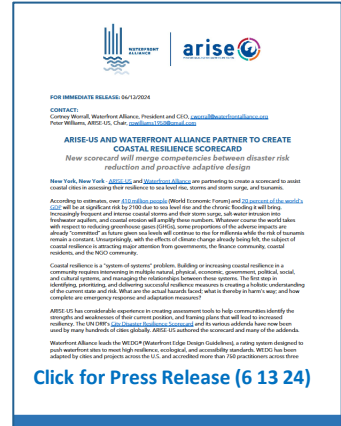 WATERFRONT
ALLIANCE
arise
FOR IMMEDIATE RELEASE: 06/13/2024
CONTACT:
Cortney Worrall, Waterfront Alliance, President and CEO, cworrall@waterfrontalliance.org
Peter Williams, ARISE-US, Chair, pwilliams1958@gmail.com
ARISE-US AND WATERFRONT ALLIANCE PARTNER TO CREATE
COASTAL RESILIENCE SCORECARD
New scorecard will merge competencies between disaster risk
reduction and proactive adaptive design
New York, New York - ARISE-US and Waterfront Alliance are partnering to create a scorecard to assist
coastal cities in assessing their resilience to sea level rise, storms and storm surge, and tsunamis.
According to estimates, over 410 million people (World Economic Forum) and 20 percent of the world's
GDP will be at significant risk by 2100 due to sea level rise and the chronic flooding it will bring.
Increasingly frequent and intense coastal storms and their storm surge, salt-water intrusion into
freshwater aquifers, and coastal erosion will amplify these numbers. Whatever course the world takes
with respect to reducing greenhouse gases (GHGs), some proportions of the adverse impacts are
already "committed" as future given seas levels will continue to rise for millennia while the risk of tsunamis
remain a constant. Unsurprisingly, with the effects of climate change already being felt, the subject of
coastal resilience is attracting major attention from governments, the finance community, coastal
residents, and the NGO community.
Coastal resilience is a "system-of-systems" problem. Building or increasing coastal resilience in a
community requires intervening in multiple natural, physical, economic, government, political, social,
and cultural systems, and managing the relationships between these systems. The first step in
identifying, prioritizing, and delivering successful resilience measures is creating a holistic understanding
of the current state and risk. What are the actual hazards faced; what is thereby in harm's way; and how
complete are emergency response and adaptation measures?
ARISE-US has considerable experience in creating assessment tools to help communities identify the
strengths and weaknesses of their current position, and framing plans that will lead to increased
resiliency. The UN DRR's City Disaster Resilience Scorecard and its various addenda have now been
used by many hundreds of cities globally. ARISE-US authored the scorecard and many of the addenda.
Waterfront Alliance leads the WEDG® (Waterfront Edge Design Guidelines), a rating system designed to
push waterfront sites to meet high resilience, ecological, and accessibility standards. WEDG has been
adapted by cities and projects across the U.S. and accredited more than 750 practitioners across three
Click for Press Release (6 13 24)